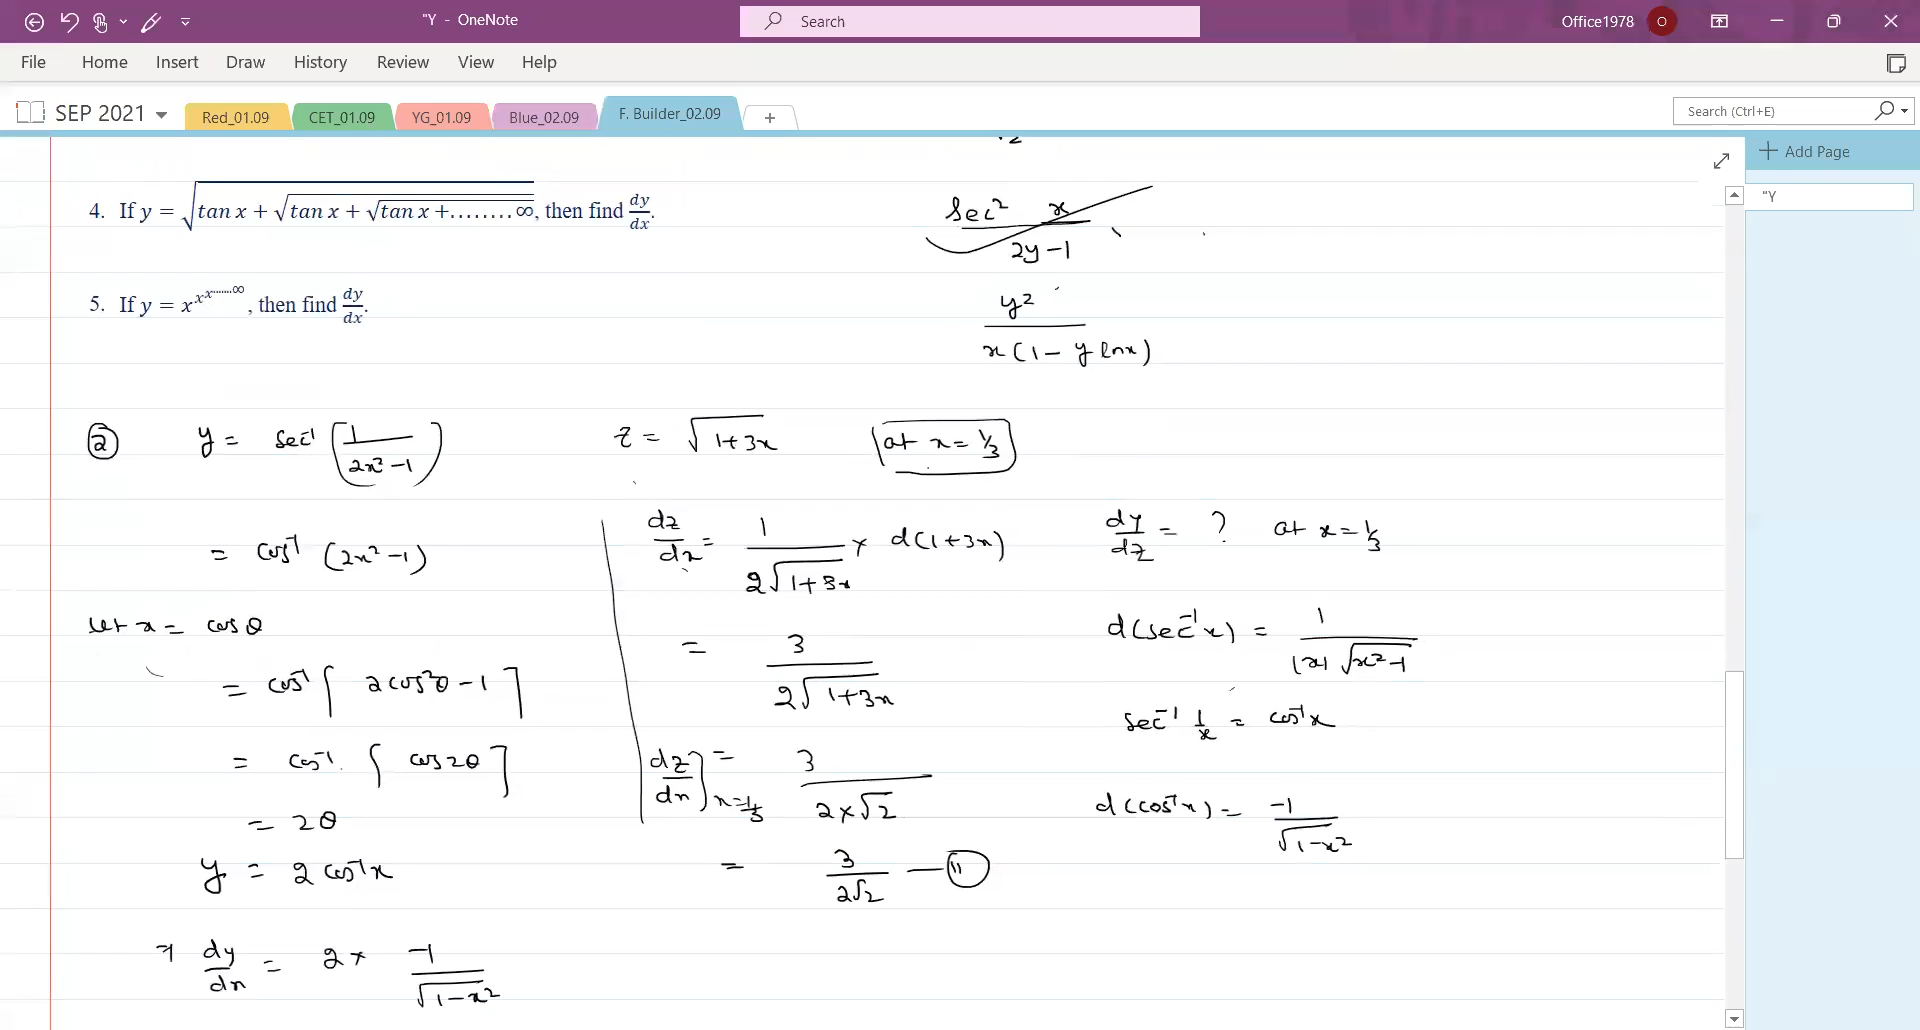 "Y - OneNote
Search
Office1978
O
File Home Insert Draw History Review View Help
SEP 2021
Red_01.09
CET_01.09
YG_01.09
Blue_02.09
F. Builder_02.09
+
Search (Ctrl+E)
+ Add Page
"Y
4. If y = √(tan x + √(tan x + √(tan x +........∞))), then find dy/dx.
sec² x / 2y-1
5. If y = x^x^x.......∞, then find dy/dx.
y² / x(1 - y lnx)
② y = sec⁻¹ (1/(2x²-1))
z = √(1+3x)
at x = 1/3
= cos⁻¹ (2x²-1)
let x = cos θ
= cos⁻¹ [2cos²θ - 1]
= cos⁻¹ [cos2θ]
= 2θ
y = 2 cos⁻¹x
⇒ dy/dx = 2 × -1/√(1-x²)
dz/dx = 1/(2√(1+3x)) × d(1+3x)
= 3/(2√(1+3x))
dz/dx]x=1/3 = 3/(2×√2)
= 3/(2√2) — ⑪
dy/dz = ? at x = 1/3
d(sec⁻¹x) = 1/(|x| √(x²-1))
sec⁻¹ 1/x = cos⁻¹x
d(cos⁻¹x) = -1/√(1-x²)